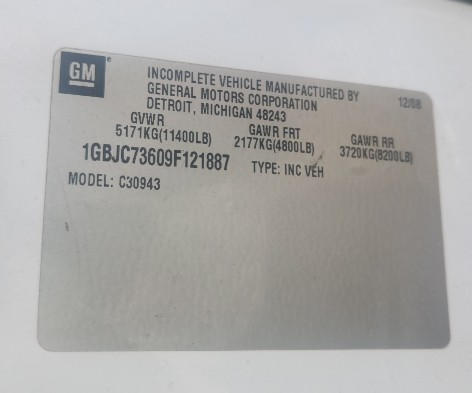 GM
INCOMPLETE VEHICLE MANUFACTURED BY
GENERAL MOTORS CORPORATION 12/08
DETROIT, MICHIGAN 48243
GVWR GAWR FRT GAWR RR
5171KG(11400LB) 2177KG(4800LB) 3720KG(8200LB)
1GBJC73609F121887 TYPE: INC VEH
MODEL: C30943